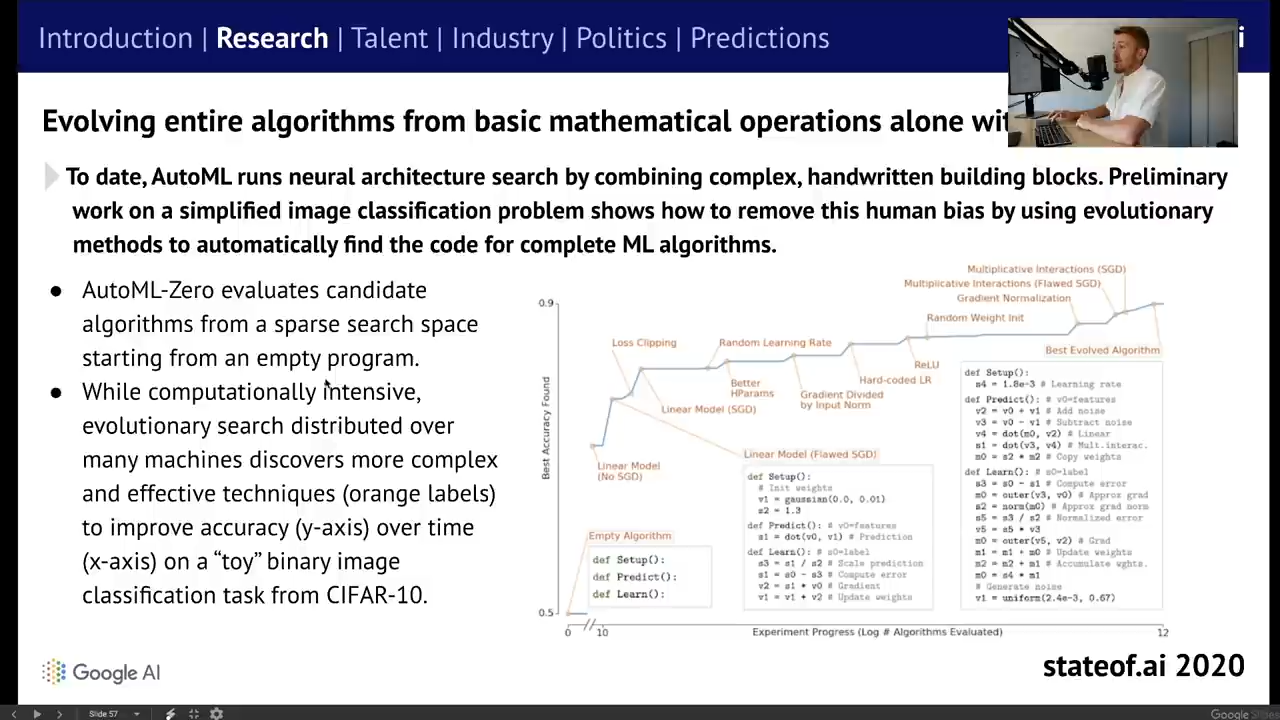 Introduction | Research | Talent | Industry | Politics | Predictions
i
Evolving entire algorithms from basic mathematical operations alone
To date, AutoML runs neural architecture search by combining complex, handwritten building blocks. Preliminary
work on a simplified image classification problem shows how to remove this human bias by using evolutionary
methods to automatically find the code for complete ML algorithms.
● AutoML-Zero evaluates candidate
algorithms from a sparse search space
starting from an empty program.
● While computationally intensive,
evolutionary search distributed over
many machines discovers more complex
and effective techniques (orange labels)
to improve accuracy (y-axis) over time
(x-axis) on a “toy” binary image
classification task from CIFAR-10.
Best Accuracy Found
0.9
0.5
0
10
12
Experiment Progress (Log # Algorithms Evaluated)
Multiplicative Interactions (SGD)
Multiplicative Interactions (Flawed SGD)
Gradient Normalization
Random Weight Init
Loss Clipping
Random Learning Rate
Best Evolved Algorithm
ReLU
Hard-coded LR
Better
HParams
Gradient Divided
by Input Norm
Linear Model (SGD)
Linear Model
(No SGD)
Linear Model (Flawed SGD)
Empty Algorithm
def Setup():
def Predict():
def Learn():
def Setup():
# Init weights
v1 = gaussian(0.0, 0.01)
s2 = 1.3
def Predict(): # v0=features
s1 = dot(v0, v1) # Prediction
def Learn(): # s0=label
s3 = s1 / s2 # Scale prediction
s1 = s0 - s3 # Compute error
v2 = s1 * v0 # Gradient
v1 = v1 + v2 # Update weights
def Setup():
s4 = 1.8e-3 # Learning rate
def Predict(): # v0=features
v2 = v0 + v1 # Add noise
v3 = v0 - v1 # Subtract noise
v4 = dot(m0, v2) # Linear
s1 = dot(v3, v4) # Mult.interac.
m0 = s2 * m2 # Copy weights
def Learn(): # s0=label
s3 = s0 - s1 # Compute error
m0 = outer(v3, v0) # Approx grad
s2 = norm(m0) # Approx grad norm
s5 = s3 / s2 # Normalized error
v5 = s5 * v3
m0 = outer(v5, v2) # Grad
m1 = m1 + m0 # Update weights
m2 = m2 + m1 # Accumulate wghts.
m0 = s4 * m1
# Generate noise
v1 = uniform(2.4e-3, 0.67)
Google AI
stateof.ai 2020
Slide 57
Google Slides